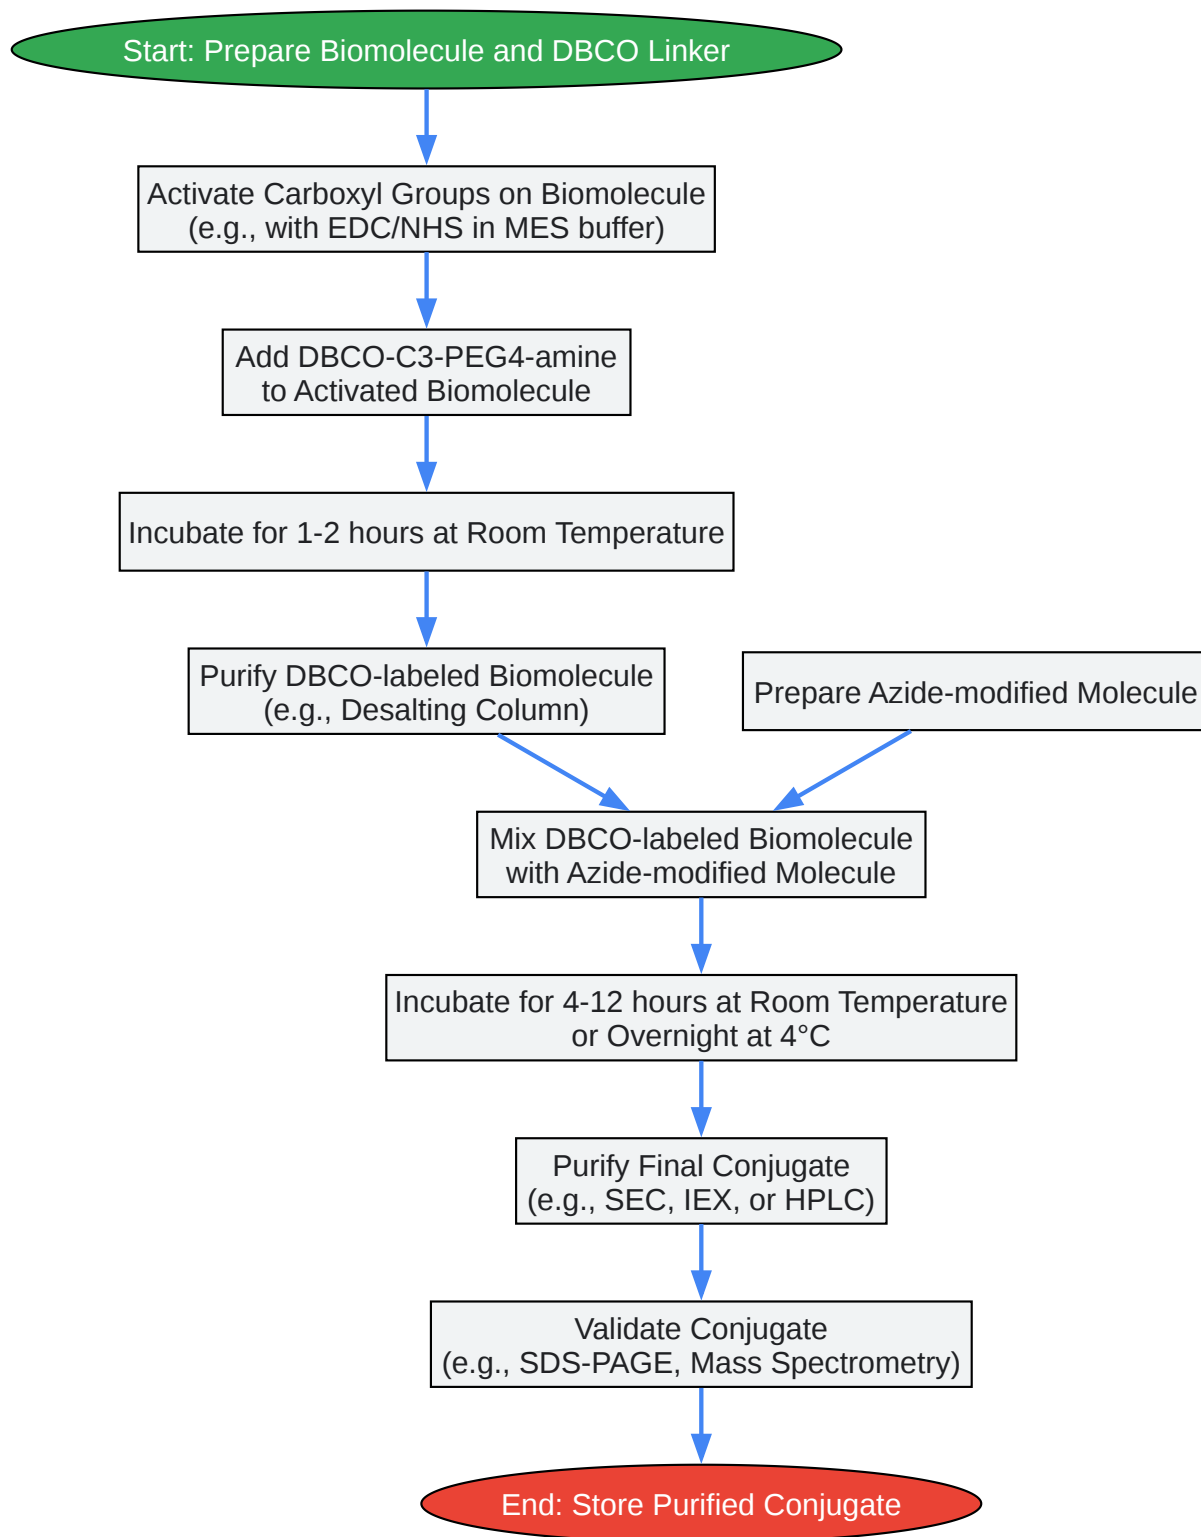 Start: Prepare Biomolecule and DBCO Linker
Activate Carboxyl Groups on Biomolecule
(e.g., with EDC/NHS in MES buffer)
Add DBCO-C3-PEG4-amine
to Activated Biomolecule
Incubate for 1-2 hours at Room Temperature
Purify DBCO-labeled Biomolecule
(e.g., Desalting Column)
Prepare Azide-modified Molecule
Mix DBCO-labeled Biomolecule
with Azide-modified Molecule
Incubate for 4-12 hours at Room Temperature
or Overnight at 4°C
Purify Final Conjugate
(e.g., SEC, IEX, or HPLC)
Validate Conjugate
(e.g., SDS-PAGE, Mass Spectrometry)
End: Store Purified Conjugate